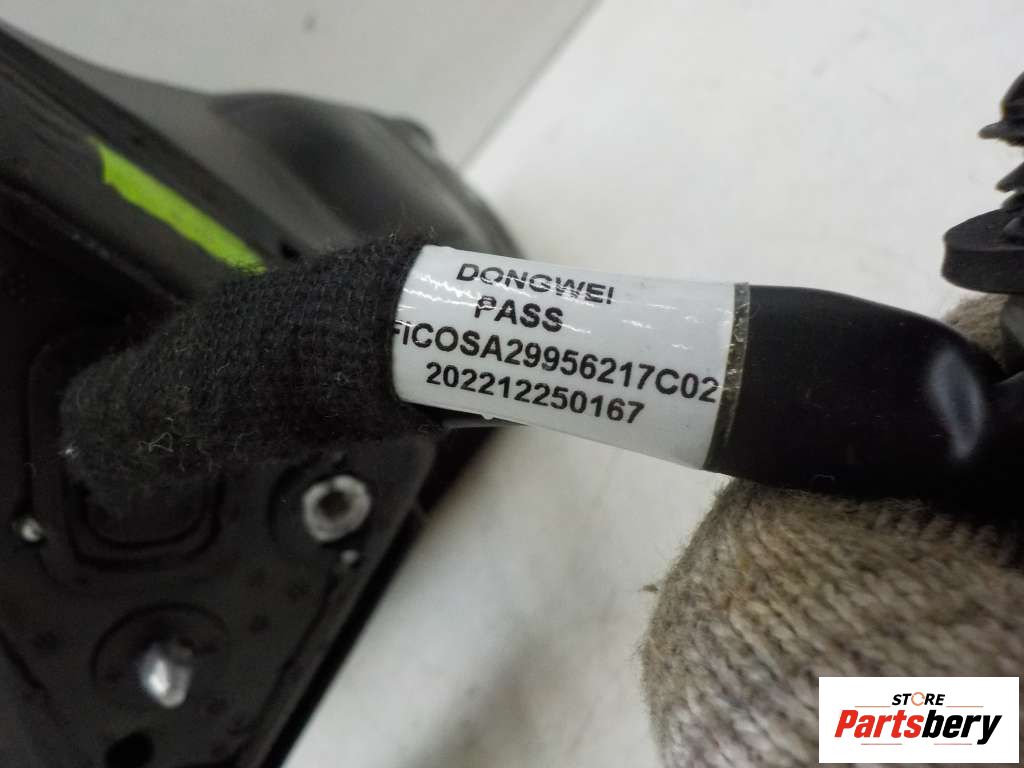 DONGWEI
PASS
FICOSA29956217C02
202212250167
STORE
Partsbery